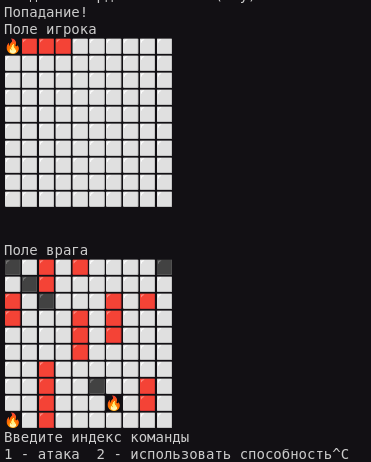 Попадание!
Поле игрока
Поле врага
Введите индекс команды
1 - атака  2 - использовать способность^C